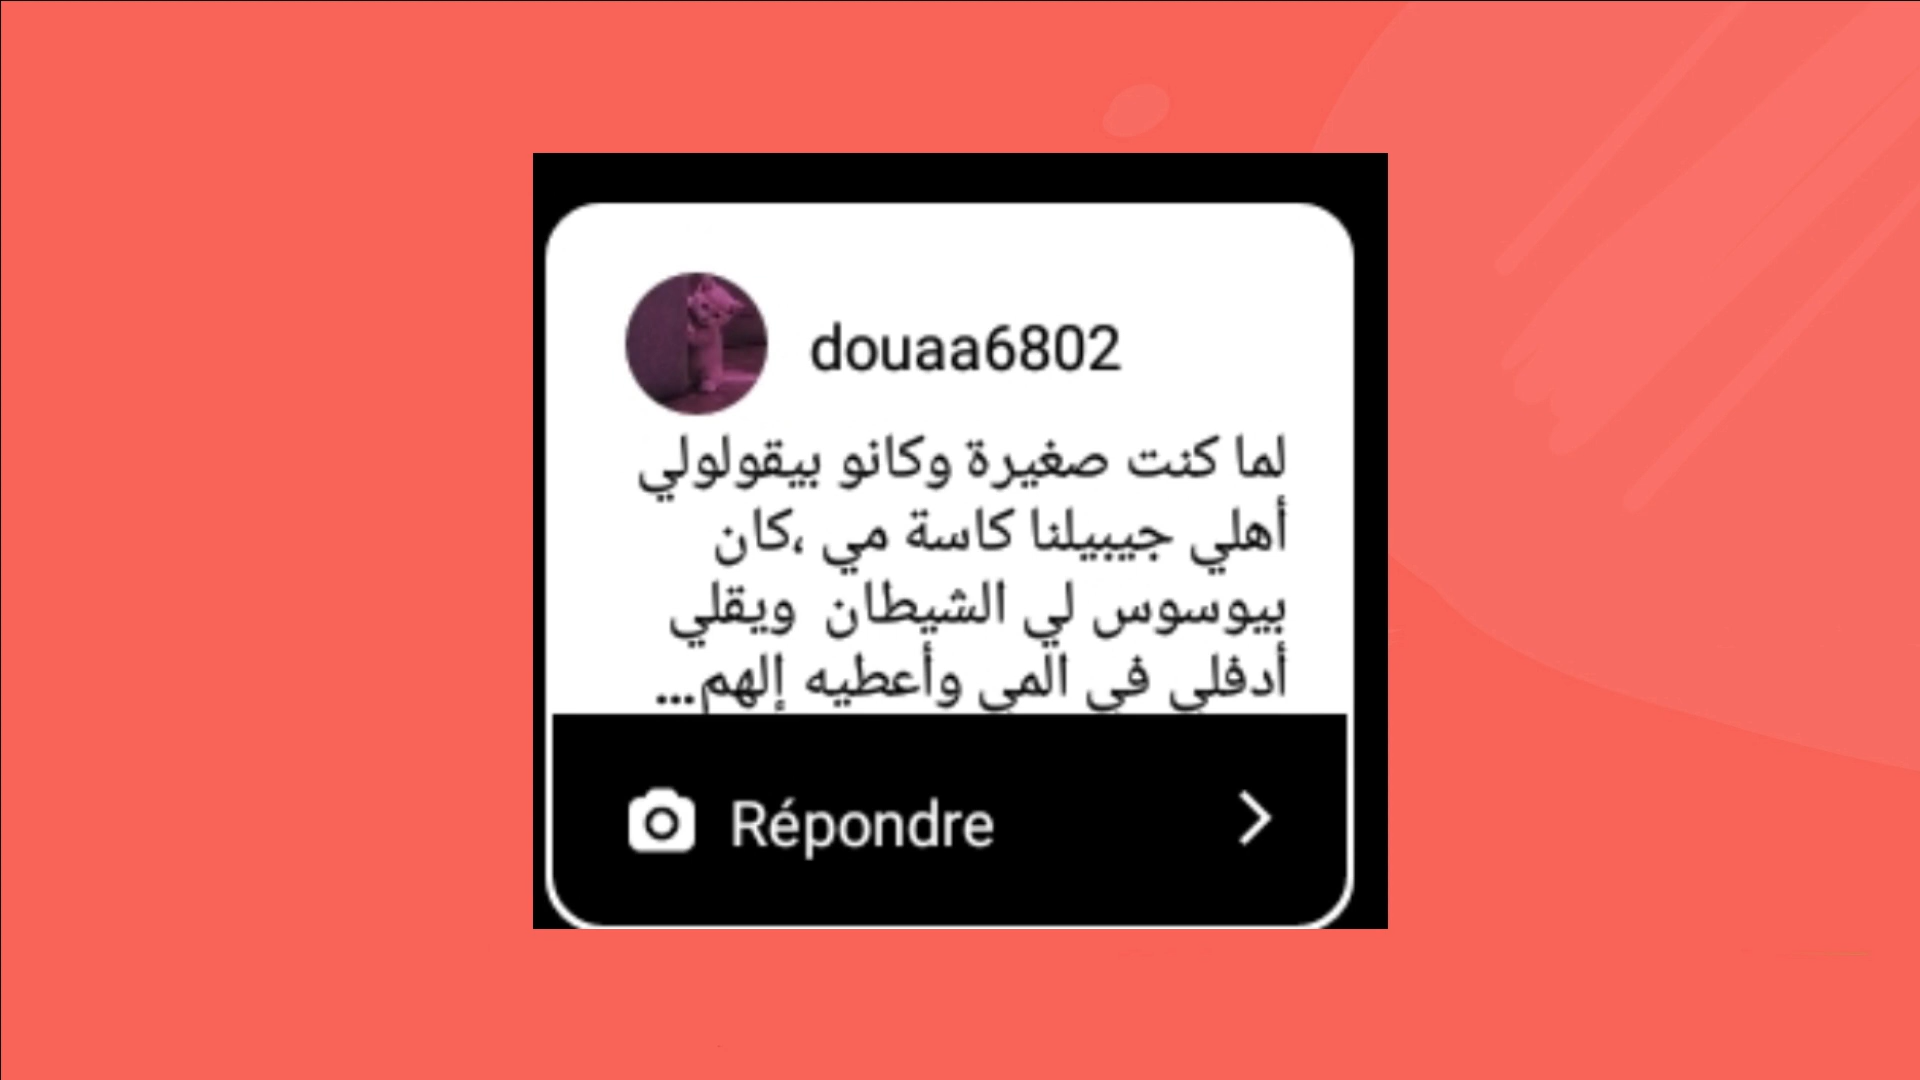 douaa6802
لما كنت صغيرة وكانو بيقولولي
أهلي جيبيلنا كاسة مي ،كان
بيوسوس لي الشيطان ويقلي
أدفلي في المي وأعطيه إلهم...
Répondre